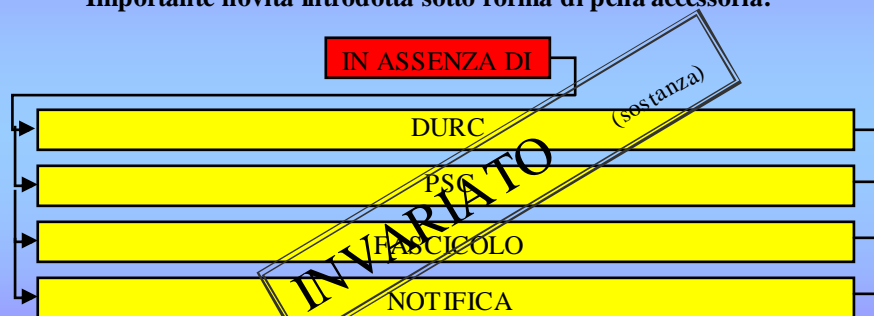 Importante novità introdotta sotto forma di pena accessoria:
IN ASSENZA DI
DURC
(sostanza)
PSC
INVARIATO
FASCICOLO
NOTIFICA